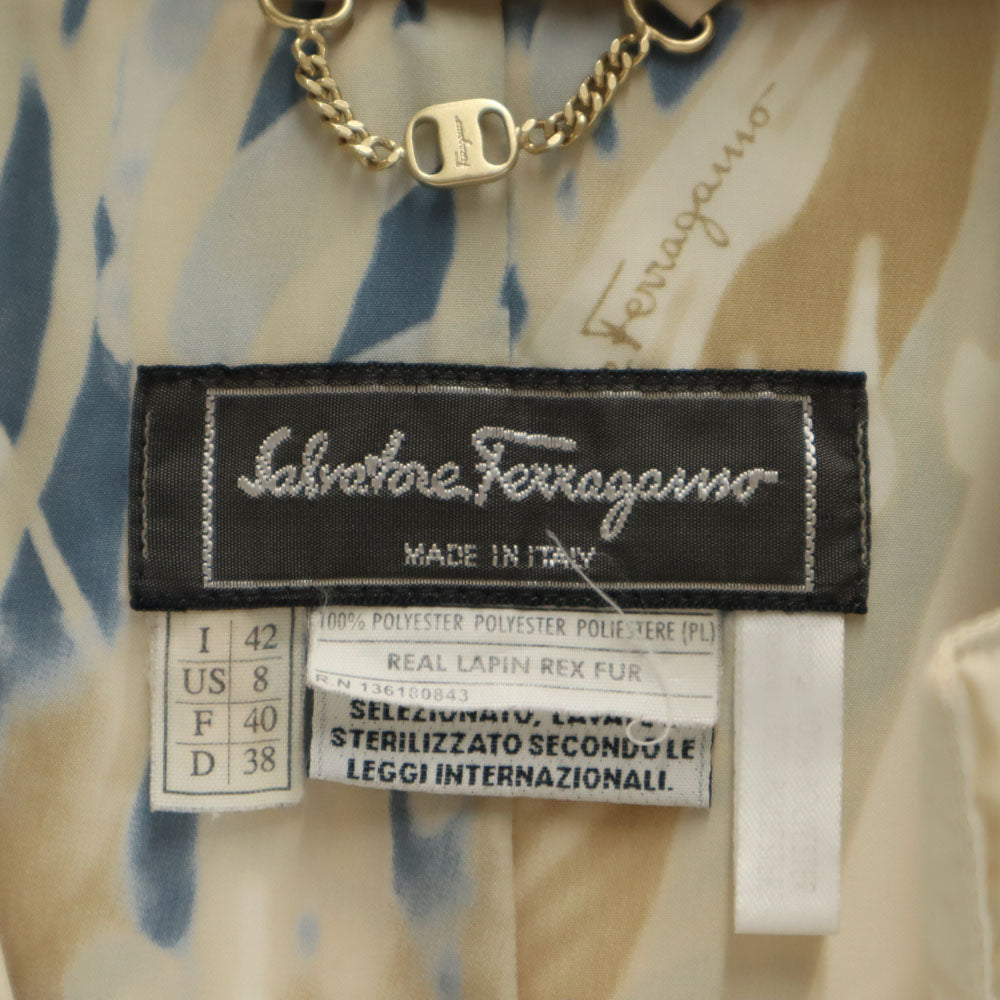 Ferragamo
Ferragamo
Salvatore Ferragamo
MADE IN ITALY
I 42
US 8
F 40
D 38
100% POLYESTER POLYESTER POLIESTERE (PL)
REAL LAPIN REX FUR
R N 136180843
SELEZIONATO,
STERILIZZATO SECONDO LE
LEGGI INTERNAZIONALI.